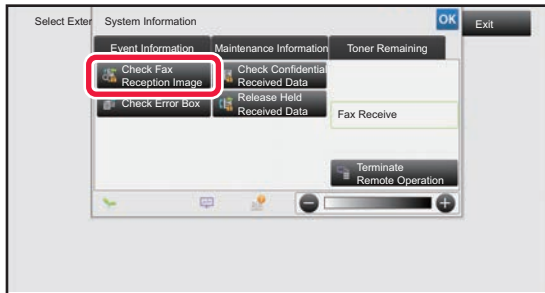 Select Exter
System Information
OK
Exit
Event Information
Maintenance Information
Toner Remaining
Check Fax
Reception Image
Check Confidential
Received Data
Check Error Box
Release Held
Received Data
Fax Receive
Terminate
Remote Operation